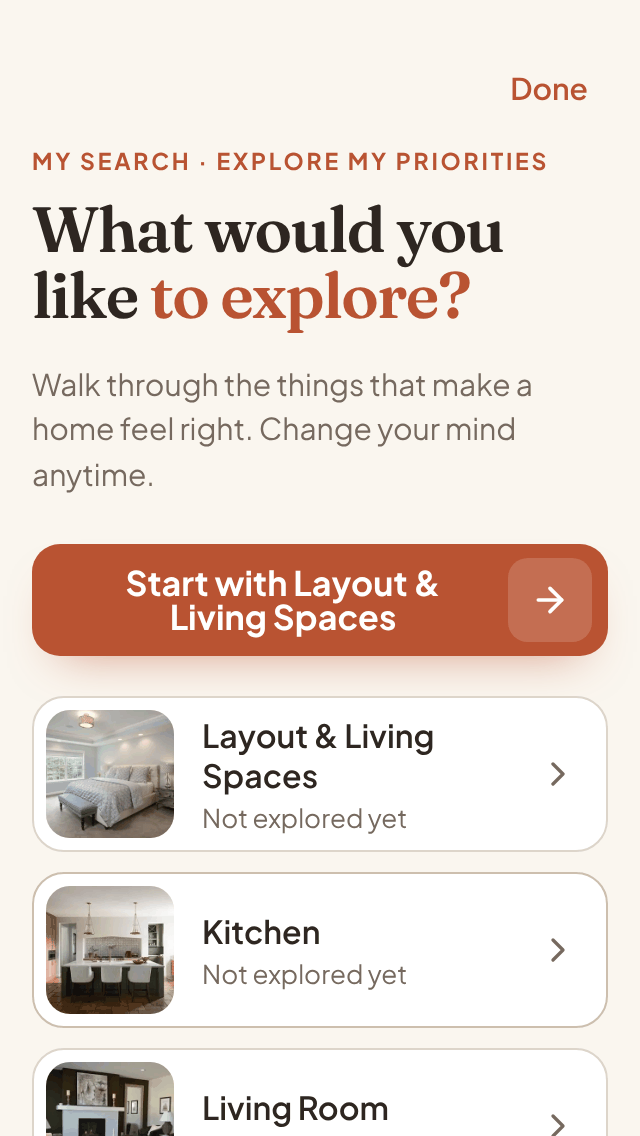 Done
MY SEARCH · EXPLORE MY PRIORITIES
What would you
like to explore?
Walk through the things that make a
home feel right. Change your mind
anytime.
Start with Layout &
Living Spaces
Layout & Living
Spaces
Not explored yet
Kitchen
Not explored yet
Living Room